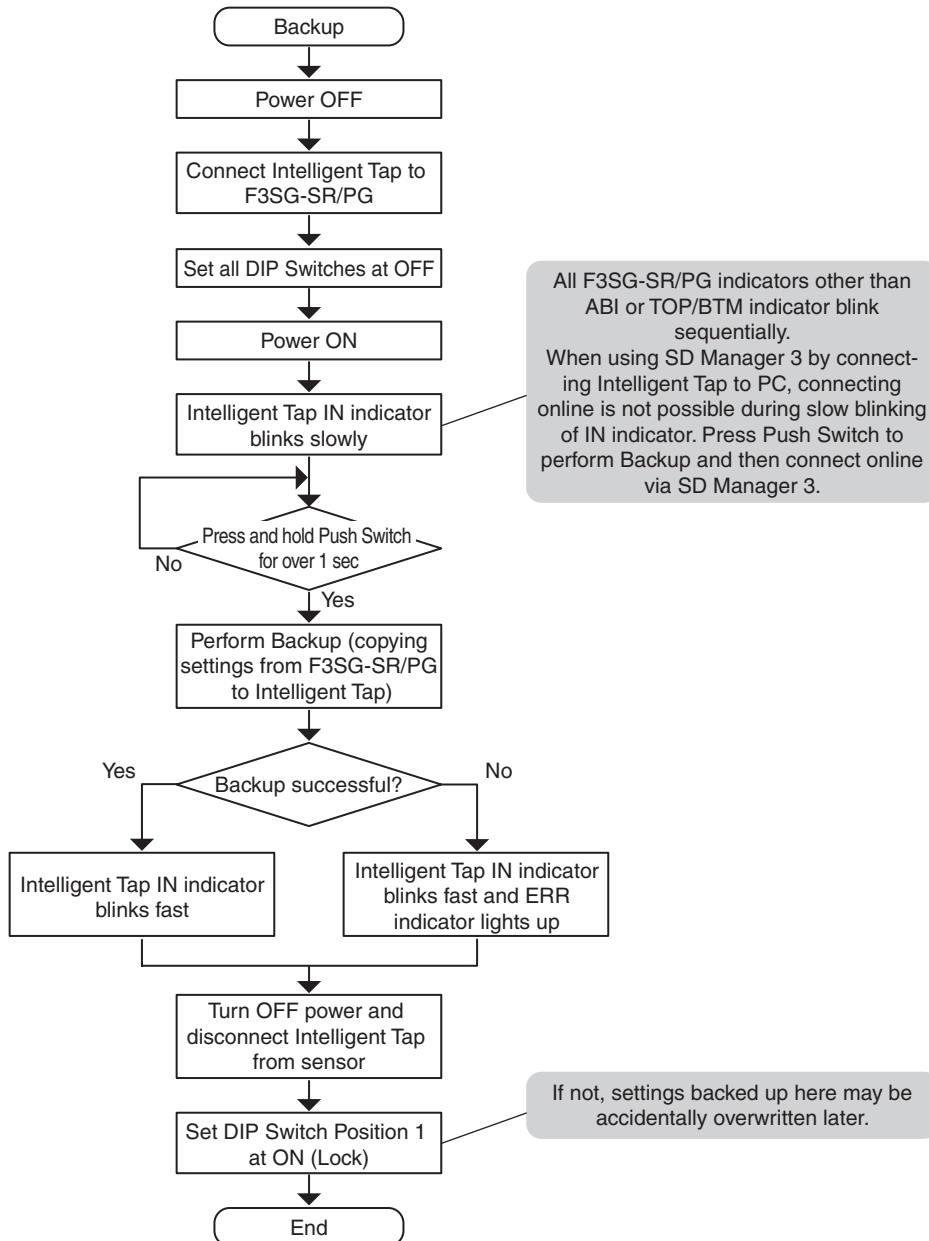 Backup
Power OFF
Connect Intelligent Tap to
F3SG-SR/PG
Set all DIP Switches at OFF
Power ON
Intelligent Tap IN indicator
blinks slowly
All F3SG-SR/PG indicators other than
ABI or TOP/BTM indicator blink
sequentially.
When using SD Manager 3 by connect-
ing Intelligent Tap to PC, connecting
online is not possible during slow blinking
of IN indicator. Press Push Switch to
perform Backup and then connect online
via SD Manager 3.
Press and hold Push Switch
for over 1 sec
No
Yes
Perform Backup (copying
settings from F3SG-SR/PG
to Intelligent Tap)
Backup successful?
Yes
No
Intelligent Tap IN indicator
blinks fast
Intelligent Tap IN indicator
blinks fast and ERR
indicator lights up
Turn OFF power and
disconnect Intelligent Tap
from sensor
Set DIP Switch Position 1
at ON (Lock)
If not, settings backed up here may be
accidentally overwritten later.
End